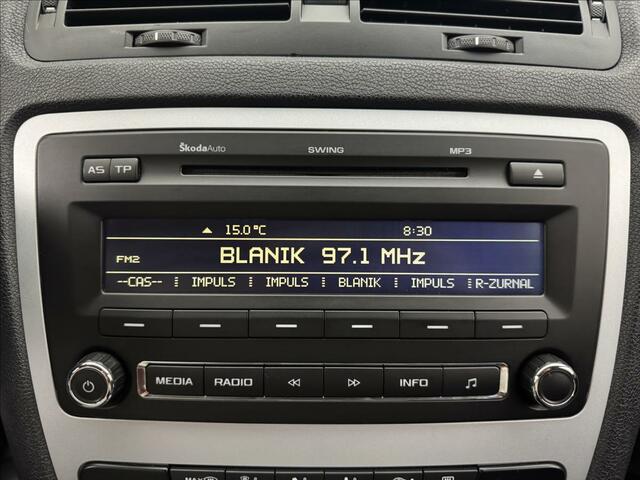 ŠkodaAuto SWING MP3
AS TP
15.0 °C 8:30
FM2 BLANIK 97.1 MHz
--CAS-- IMPULS IMPULS BLANIK IMPULS R-ZURNAL
MEDIA RADIO INFO
MAX